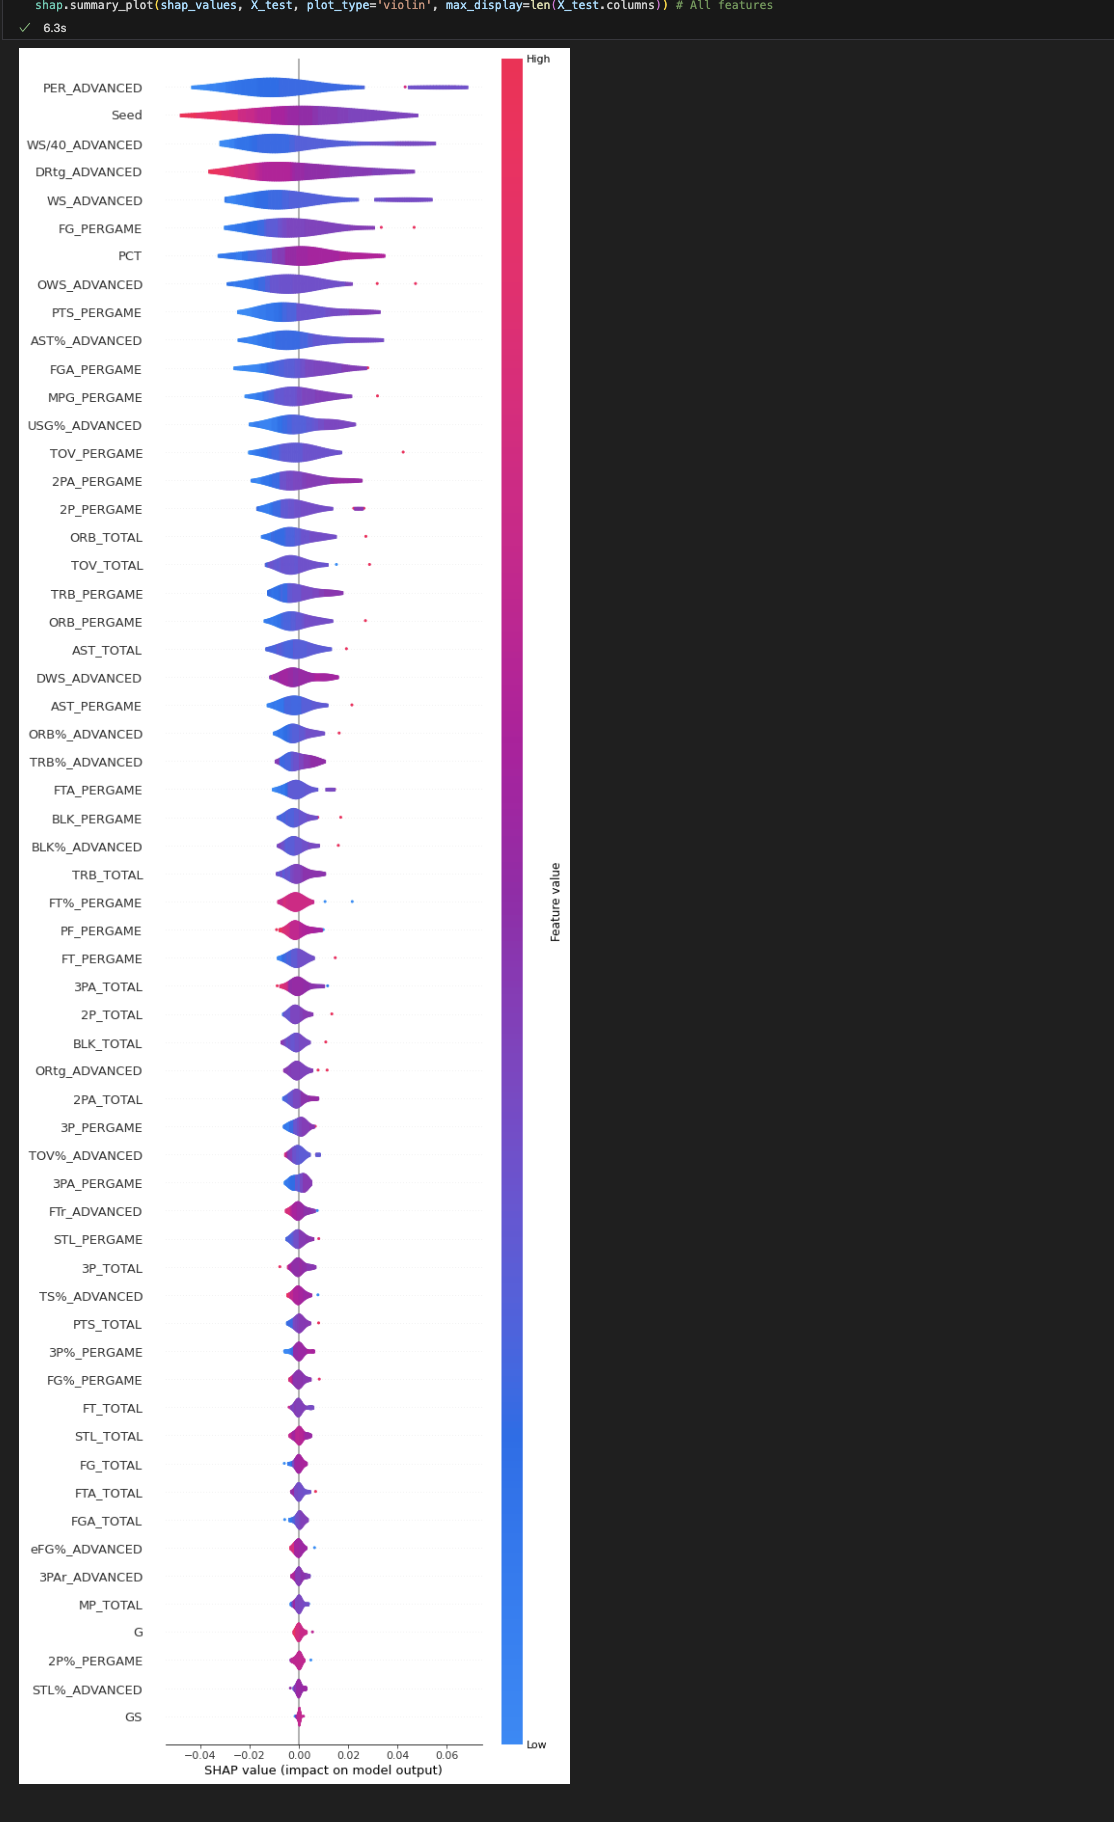 shap.summary_plot(shap_values, X_test, plot_type='violin', max_display=len(X_test.columns)) # All features
6.3s
High
PER_ADVANCED
Seed
WS/40_ADVANCED
DRtg_ADVANCED
WS_ADVANCED
FG_PERGAME
PCT
OWS_ADVANCED
PTS_PERGAME
AST%_ADVANCED
FGA_PERGAME
MPG_PERGAME
USG%_ADVANCED
TOV_PERGAME
2PA_PERGAME
2P_PERGAME
ORB_TOTAL
TOV_TOTAL
TRB_PERGAME
ORB_PERGAME
AST_TOTAL
DWS_ADVANCED
AST_PERGAME
ORB%_ADVANCED
TRB%_ADVANCED
FTA_PERGAME
BLK_PERGAME
BLK%_ADVANCED
TRB_TOTAL
FT%_PERGAME
PF_PERGAME
FT_PERGAME
3PA_TOTAL
2P_TOTAL
BLK_TOTAL
ORtg_ADVANCED
2PA_TOTAL
3P_PERGAME
TOV%_ADVANCED
3PA_PERGAME
FTr_ADVANCED
STL_PERGAME
3P_TOTAL
TS%_ADVANCED
PTS_TOTAL
3P%_PERGAME
FG%_PERGAME
FT_TOTAL
STL_TOTAL
FG_TOTAL
FTA_TOTAL
FGA_TOTAL
eFG%_ADVANCED
3PAr_ADVANCED
MP_TOTAL
G
2P%_PERGAME
STL%_ADVANCED
GS
Feature value
Low
−0.04 −0.02 0.00 0.02 0.04 0.06
SHAP value (impact on model output)